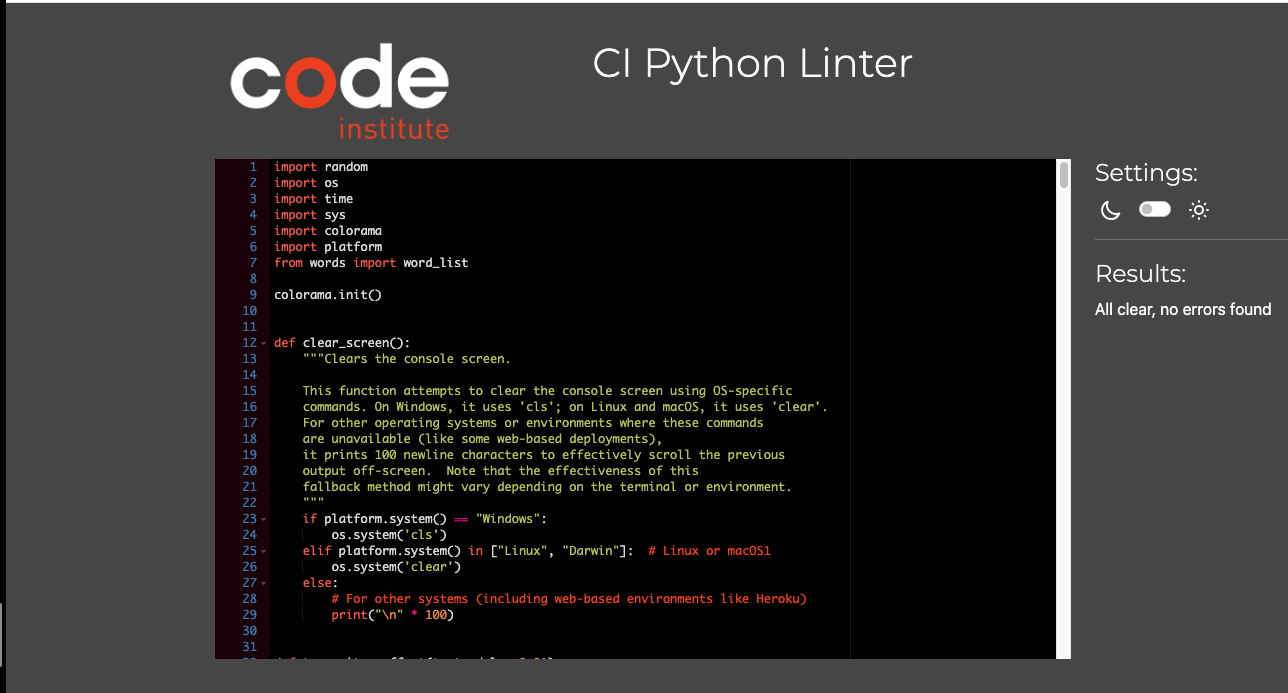 code
institute
CI Python Linter
1 import random
2 import os
3 import time
4 import sys
5 import colorama
6 import platform
7 from words import word_list
8
9 colorama.init()
10
11
12 def clear_screen():
13     """Clears the console screen.
14
15     This function attempts to clear the console screen using OS-specific
16     commands. On Windows, it uses 'cls'; on Linux and macOS, it uses 'clear'.
17     For other operating systems or environments where these commands
18     are unavailable (like some web-based deployments),
19     it prints 100 newline characters to effectively scroll the previous
20     output off-screen.  Note that the effectiveness of this
21     fallback method might vary depending on the terminal or environment.
22     """
23     if platform.system() == "Windows":
24         os.system('cls')
25     elif platform.system() in ["Linux", "Darwin"]:  # Linux or macOS1
26         os.system('clear')
27     else:
28         # For other systems (including web-based environments like Heroku)
29         print("\n" * 100)
30
31
Settings:
Results:
All clear, no errors found